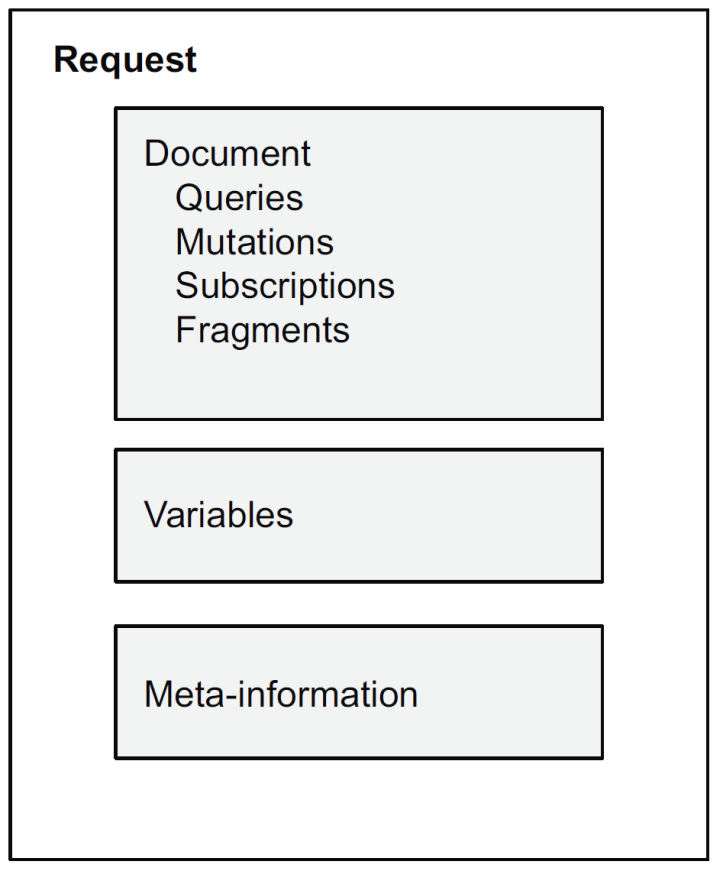 Request
Document
Queries
Mutations
Subscriptions
Fragments
Variables
Meta-information